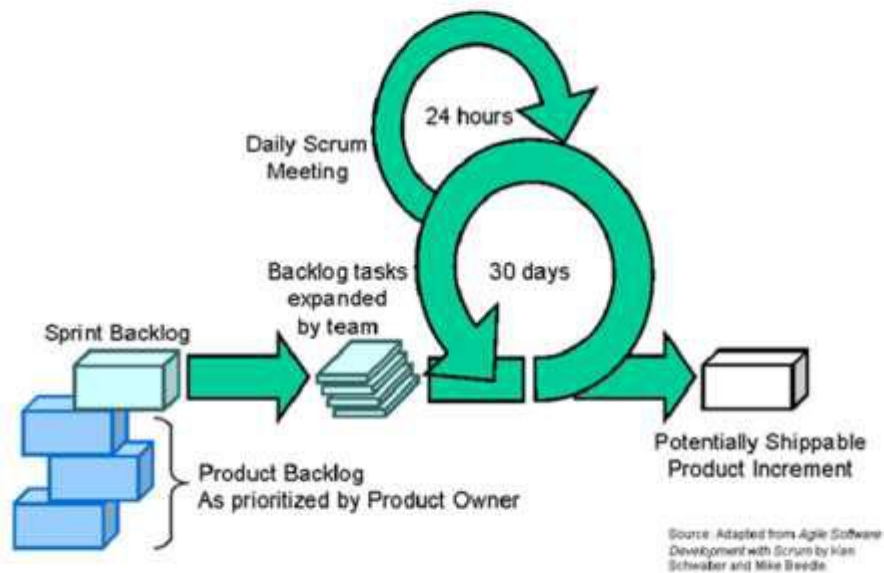 24 hours
Daily Scrum
Meeting
Backlog tasks
expanded
by team
30 days
Sprint Backlog
Potentially Shippable
Product Increment
Product Backlog
As prioritized by Product Owner
Source: Adapted from Agile Software
Development with Scrum by Ken
Schwaber and Mike Beedle.